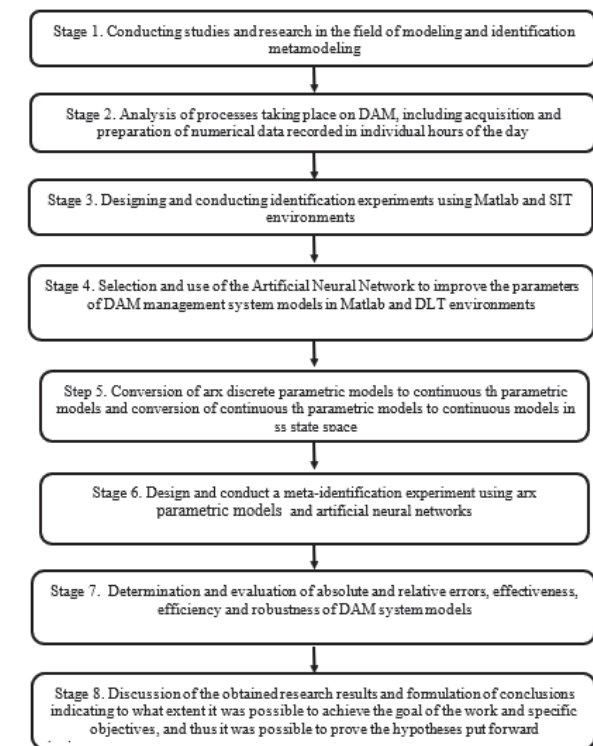 Stage 1. Conducting studies and research in the field of modeling and identification
metamodeling
Stage 2. Analysis of processes taking place on DAM, including acquisition and
preparation of numerical data recorded in individual hours of the day
Stage 3. Designing and conducting identification experiments using Matlab and SIT
environments
Stage 4. Selection and use of the Artificial Neural Network to improve the parameters
of DAM management system models in Matlab and DLT environments
Step 5. Conversion of arx discrete parametric models to continuous th parametric
models and conversion of continuous th parametric models to continuous models in
ss state space
Stage 6. Design and conduct a meta-identification experiment using arx
parametric models and artificial neural networks
Stage 7. Determination and evaluation of absolute and relative errors, effectiveness,
efficiency and robustness of DAM system models
Stage 8. Discussion of the obtained research results and formulation of conclusions
indicating to what extent it was possible to achieve the goal of the work and specific
objectives, and thus it was possible to prove the hypotheses put forward